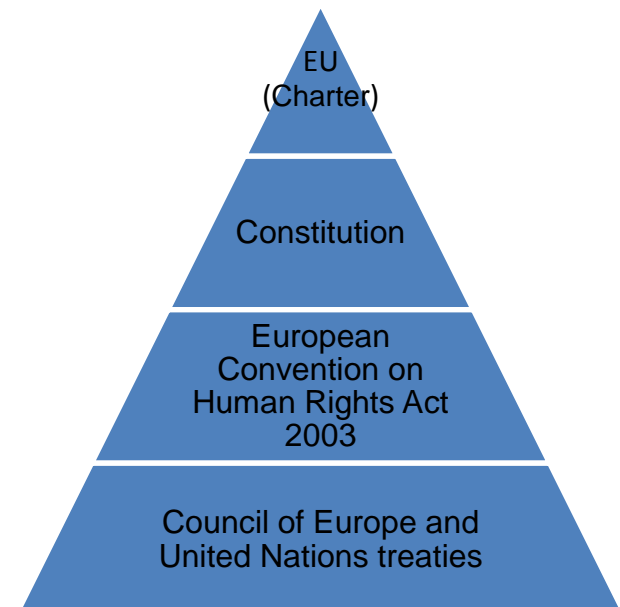 EU
(Charter)
Constitution
European
Convention on
Human Rights Act
2003
Council of Europe and
United Nations treaties